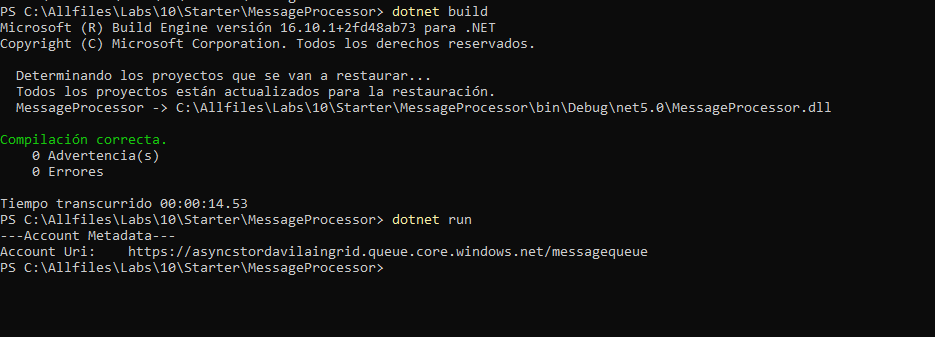 PS C:\Allfiles\Labs\10\Starter\MessageProcessor> dotnet build
Microsoft (R) Build Engine versión 16.10.1+2fd48ab73 para .NET
Copyright (C) Microsoft Corporation. Todos los derechos reservados.
Determinando los proyectos que se van a restaurar...
Todos los proyectos están actualizados para la restauración.
MessageProcessor -> C:\Allfiles\Labs\10\Starter\MessageProcessor\bin\Debug\net5.0\MessageProcessor.dll
Compilación correcta.
0 Advertencia(s)
0 Errores
Tiempo transcurrido 00:00:14.53
PS C:\Allfiles\Labs\10\Starter\MessageProcessor> dotnet run
---Account Metadata---
Account Uri:    https://asyncstordavilaingrid.queue.core.windows.net/messagequeue
PS C:\Allfiles\Labs\10\Starter\MessageProcessor>